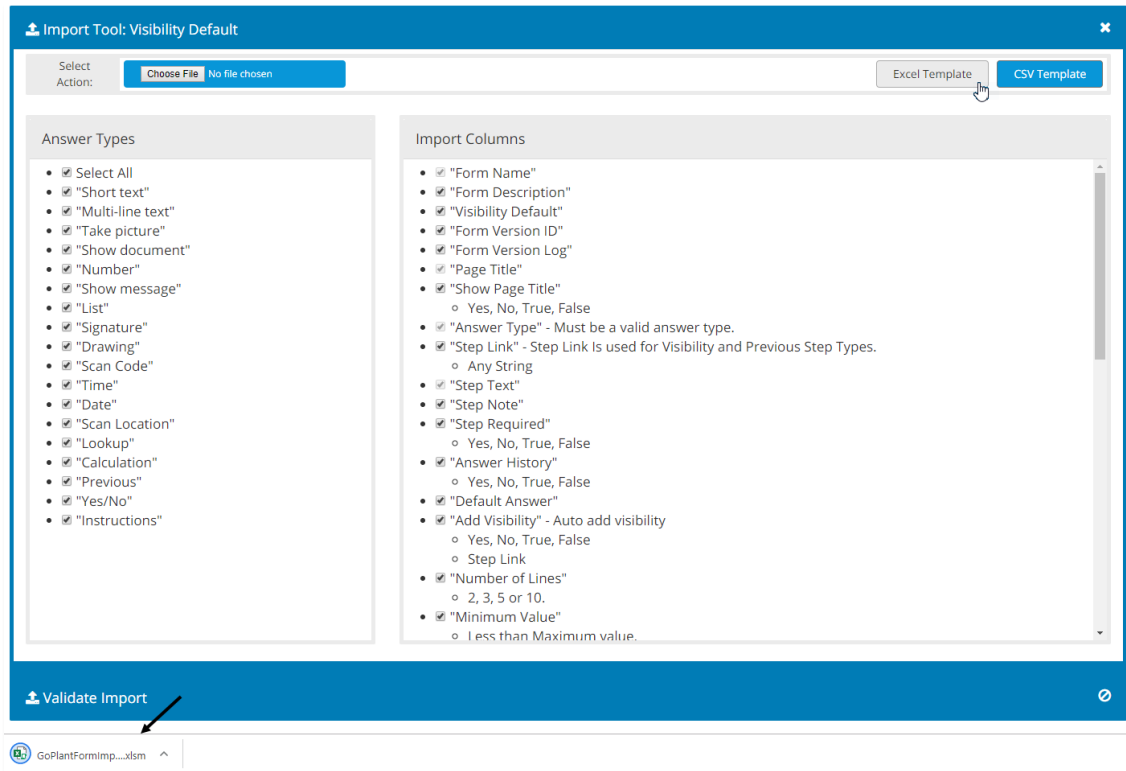 Import Tool: Visibility Default
Select
Action:
Choose File No file chosen
Excel Template
CSV Template
Answer Types
Select All
"Short text"
"Multi-line text"
"Take picture"
"Show document"
"Number"
"Show message"
"List"
"Signature"
"Drawing"
"Scan Code"
"Time"
"Date"
"Scan Location"
"Lookup"
"Calculation"
"Previous"
"Yes/No"
"Instructions"
Import Columns
"Form Name"
"Form Description"
"Visibility Default"
"Form Version ID"
"Form Version Log"
"Page Title"
"Show Page Title"
Yes, No, True, False
"Answer Type" - Must be a valid answer type.
"Step Link" - Step Link Is used for Visibility and Previous Step Types.
Any String
"Step Text"
"Step Note"
"Step Required"
Yes, No, True, False
"Answer History"
Yes, No, True, False
"Default Answer"
"Add Visibility" - Auto add visibility
Yes, No, True, False
Step Link
"Number of Lines"
2, 3, 5 or 10.
"Minimum Value"
Less than Maximum value.
Validate Import
GoPlantFormImp....xlsm